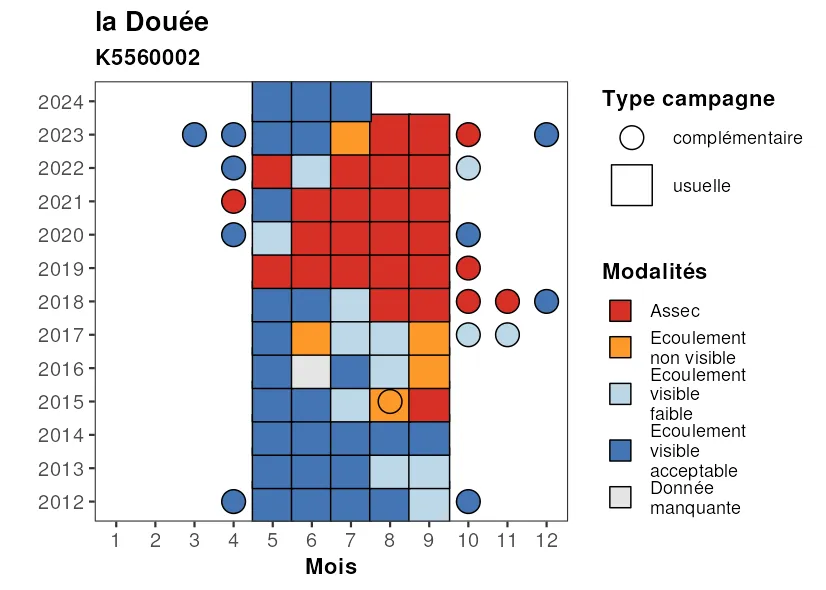 la Douée
K5560002
2024
2023
2022
2021
2020
2019
2018
2017
2016
2015
2014
2013
2012
1 2 3 4 5 6 7 8 9 10 11 12
Mois
Type campagne
complémentaire
usuelle
Modalités
Assec
Ecoulement
non visible
Ecoulement
visible
faible
Ecoulement
visible
acceptable
Donnée
manquante